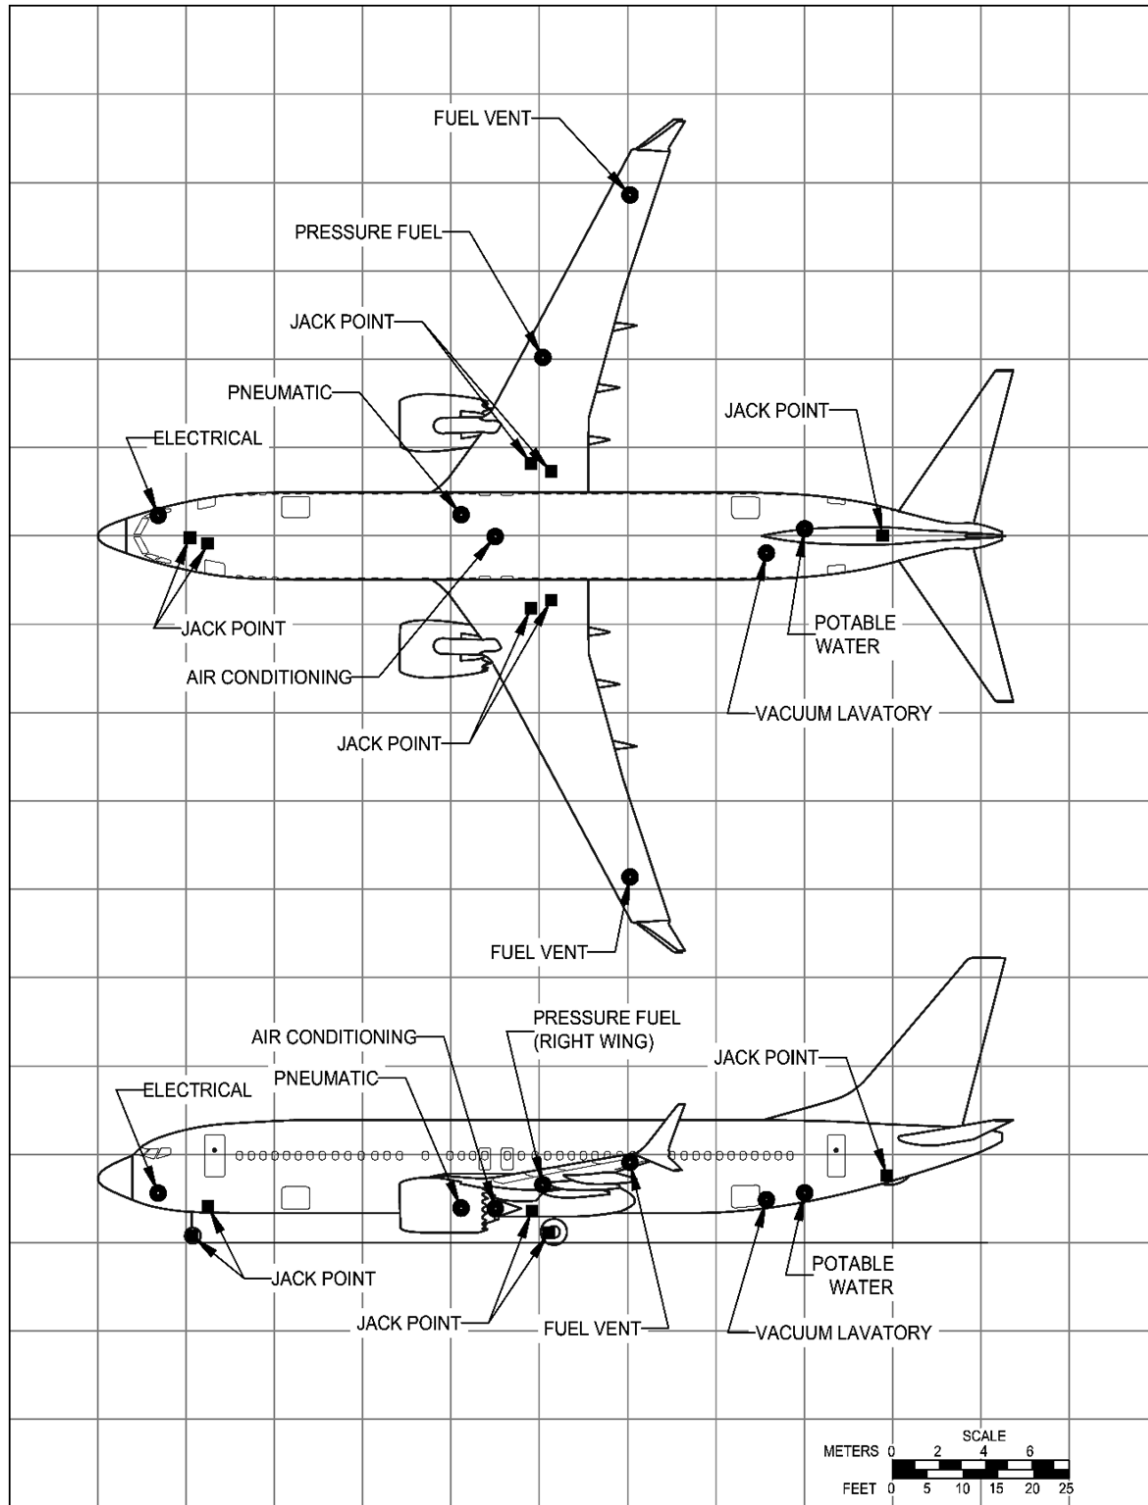 FUEL VENT
PRESSURE FUEL
JACK POINT
PNEUMATIC
JACK POINT
ELECTRICAL
JACK POINT
POTABLE
WATER
AIR CONDITIONING
VACUUM LAVATORY
JACK POINT
FUEL VENT
PRESSURE FUEL
(RIGHT WING)
AIR CONDITIONING
JACK POINT
PNEUMATIC
ELECTRICAL
POTABLE
WATER
JACK POINT
JACK POINT
FUEL VENT
VACUUM LAVATORY
SCALE
METERS 0 2 4 6
FEET 0 5 10 15 20 25